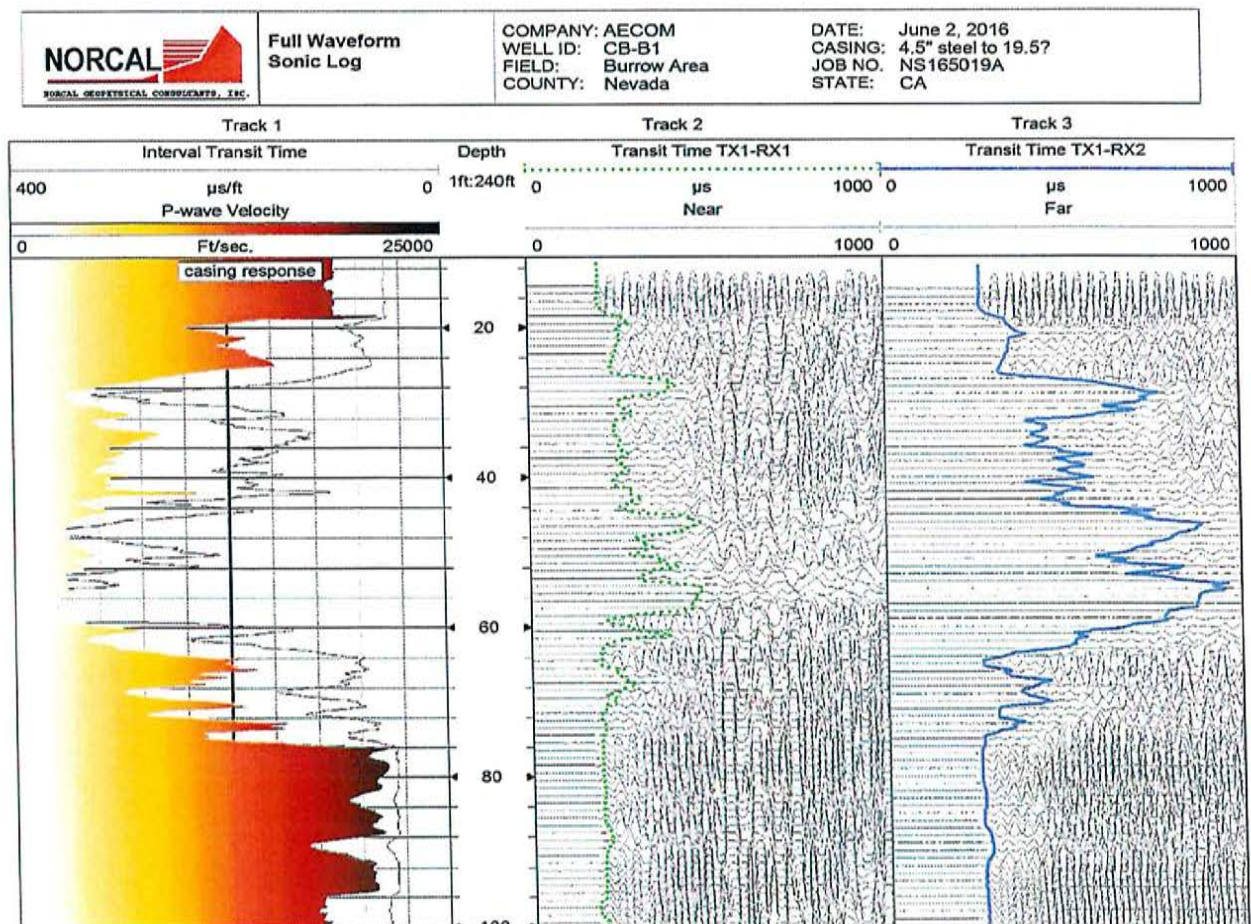 NORCAL
NORCAL GEOPHYSICAL CONSULTANTS, INC.
Full Waveform
Sonic Log
COMPANY: AECOM
WELL ID: CB-B1
FIELD: Burrow Area
COUNTY: Nevada
DATE: June 2, 2016
CASING: 4,5" steel to 19.5?
JOB NO. NS165019A
STATE: CA
Track 1
Track 2
Track 3
Interval Transit Time
Depth
Transit Time TX1-RX1
Transit Time TX1-RX2
400 µs/ft 0
1ft:240ft
0 µs 1000
0 µs 1000
P-wave Velocity
Near
Far
0 Ft/sec. 25000
0 1000
0 1000
casing response
20
40
60
80
100